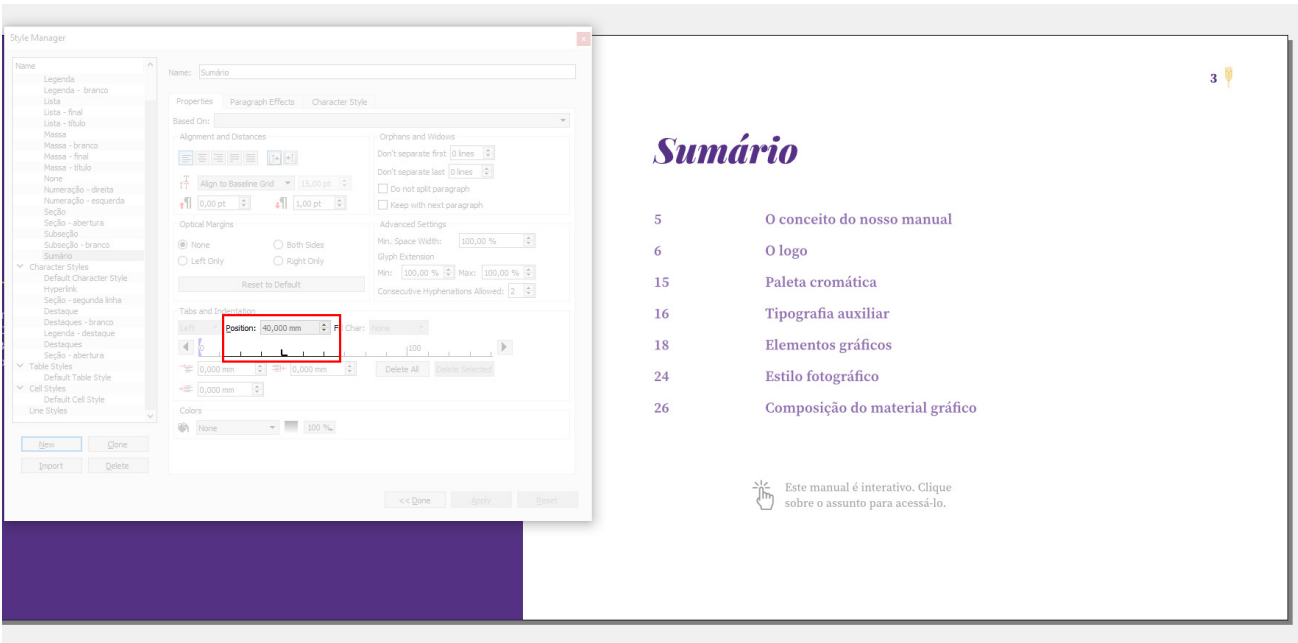 Style Manager
Name
Legenda
Legenda - branco
Lista
Lista - final
Lista - título
Massa
Massa - branco
Massa - final
Massa - título
None
Numeração - direita
Numeração - esquerda
Seção
Seção - abertura
Subseção
Subseção - branco
Sumário
Character Styles
Default Character Style
Hyperlink
Seção - segunda linha
Destaque
Destaques - branco
Legenda - destaque
Destaques
Seção - abertura
Table Styles
Default Table Style
Cell Styles
Default Cell Style
Line Styles
New Clone
Import Delete
Name: Sumário
Properties Paragraph Effects Character Style
Based On:
Alignment and Distances
Align to Baseline Grid 15,00 pt
0,00 pt 1,00 pt
Orphans and Widows
Don't separate first 0 lines
Don't separate last 0 lines
Do not split paragraph
Keep with next paragraph
Optical Margins
None Both Sides
Left Only Right Only
Reset to Default
Advanced Settings
Min. Space Width: 100,00 %
Glyph Extension
Min: 100,00 % Max: 100,00 %
Consecutive Hyphenations Allowed: 2
Tabs and Indentation
Left Position: 40,000 mm Char: None
0 100
0,000 mm 0,000 mm Delete All Delete Selected
0,000 mm
Colors
None 100 %
<< Done Apply Reset
3
Sumário
5 O conceito do nosso manual
6 O logo
15 Paleta cromática
16 Tipografia auxiliar
18 Elementos gráficos
24 Estilo fotográfico
26 Composição do material gráfico
Este manual é interativo. Clique
sobre o assunto para acessá-lo.